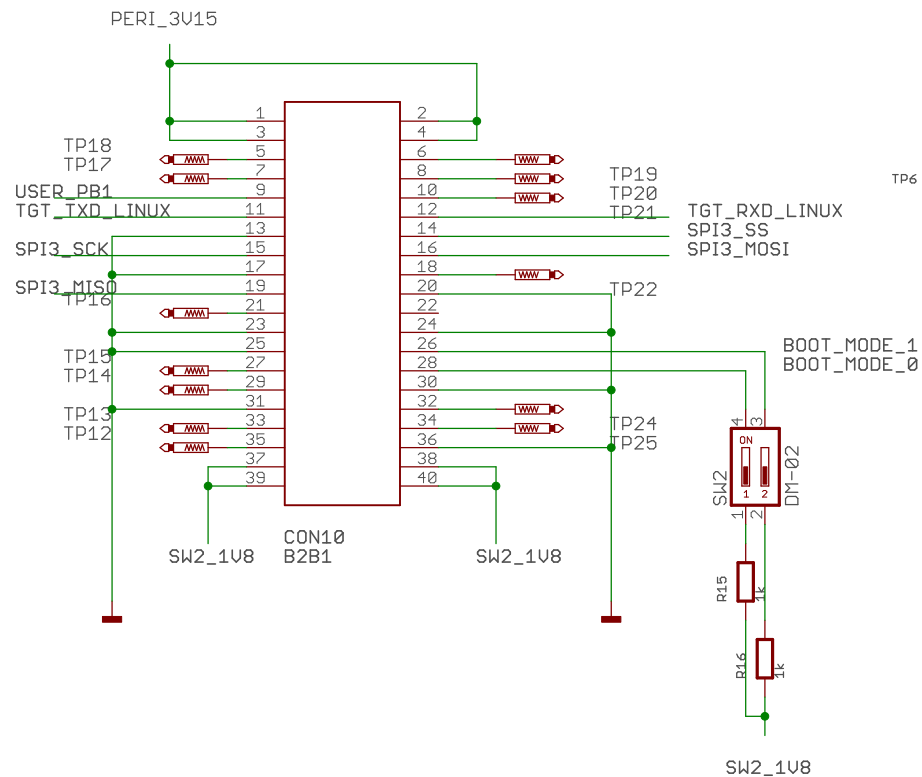 PERI_3V15
1 2
3 4
TP18 5 6
TP17 7 8 TP19 TP6
USER_PB1 9 10 TP20
TGT_TXD_LINUX 11 12 TP21 TGT_RXD_LINUX
13 14 SPI3_SS
SPI3_SCK 15 16 SPI3_MOSI
17 18
SPI3_MISO 19 20 TP22
TP16 21 22
23 24
25 26 BOOT_MODE_1
TP15 27 28 BOOT_MODE_0
TP14 29 30
31 32
TP13 33 34 TP24
TP12 35 36 TP25
37 38
39 40
4 3
ON
1 2
SW2
DM-02
1 2
CON10
B2B1
SW2_1V8 SW2_1V8
R15 1k
R16 1k
SW2_1V8